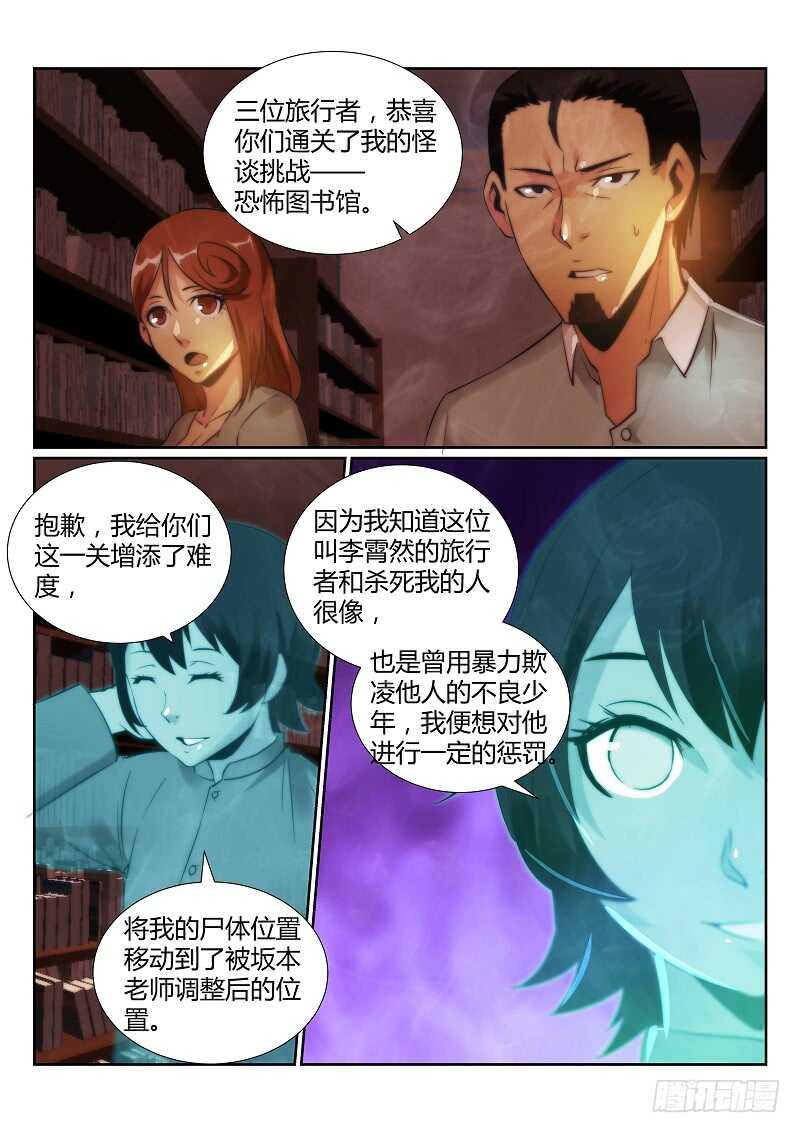 三位旅行者，恭喜
你们通关了我的怪
谈挑战——
恐怖图书馆。
抱歉，我给你们
这一关增添了难
度，
将我的尸体位置
移动到了被坂本
老师调整后的位
置。
因为我知道这位
叫李霄然的旅行
者和杀死我的人
很像，
也是曾用暴力欺
凌他人的不良少
年，我便想对他
进行一定的惩罚。
腾讯动漫